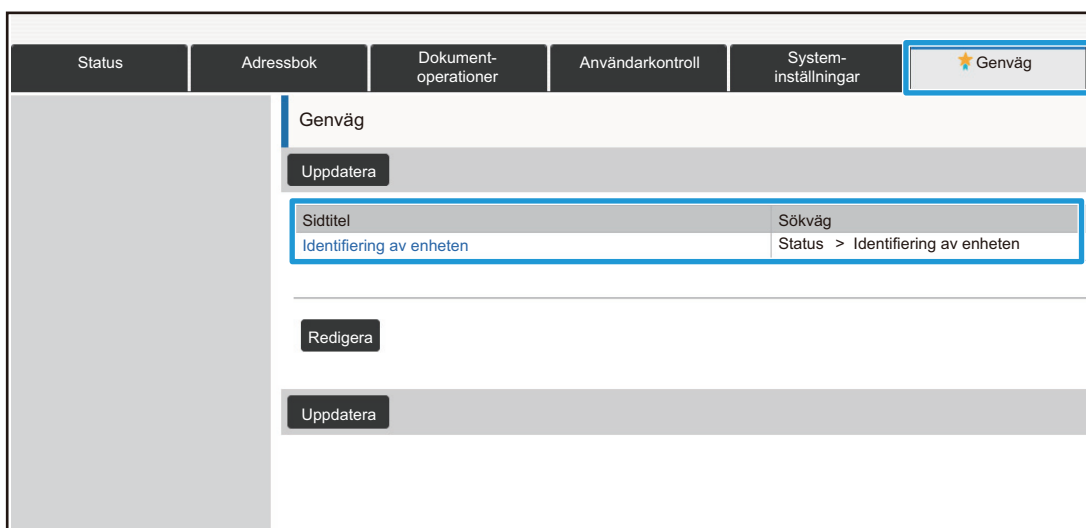 Status
Adressbok
Dokument-
operationer
Användarkontroll
System-
inställningar
Genväg
Genväg
Uppdatera
Sidtitel Sökväg
Identifiering av enheten Status > Identifiering av enheten
Redigera
Uppdatera